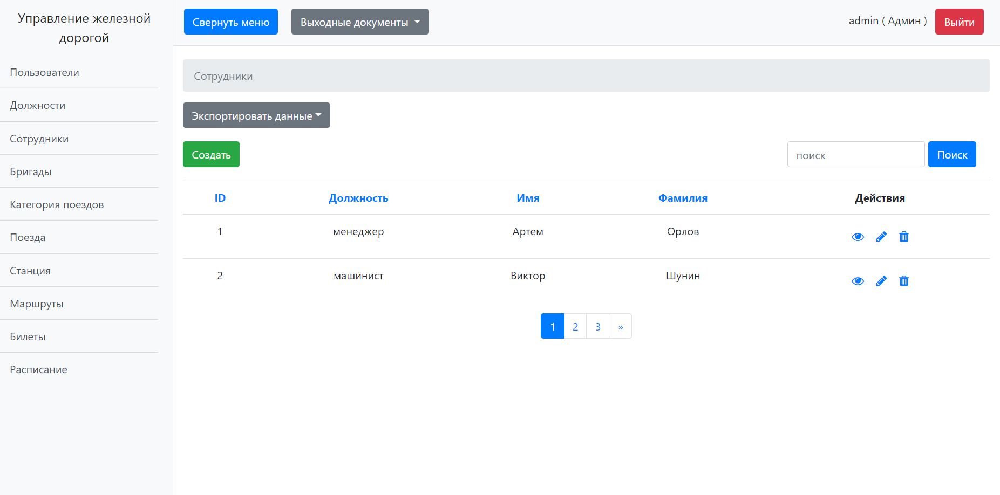 Управление железной
дорогой
Пользователи
Должности
Сотрудники
Бригады
Категория поездов
Поезда
Станция
Маршруты
Билеты
Расписание
Свернуть меню
Выходные документы
admin ( Админ )
Выйти
Сотрудники
Экспортировать данные
Создать
поиск
Поиск
ID Должность Имя Фамилия Действия
1 менеджер Артем Орлов
2 машинист Виктор Шунин
1 2 3 »